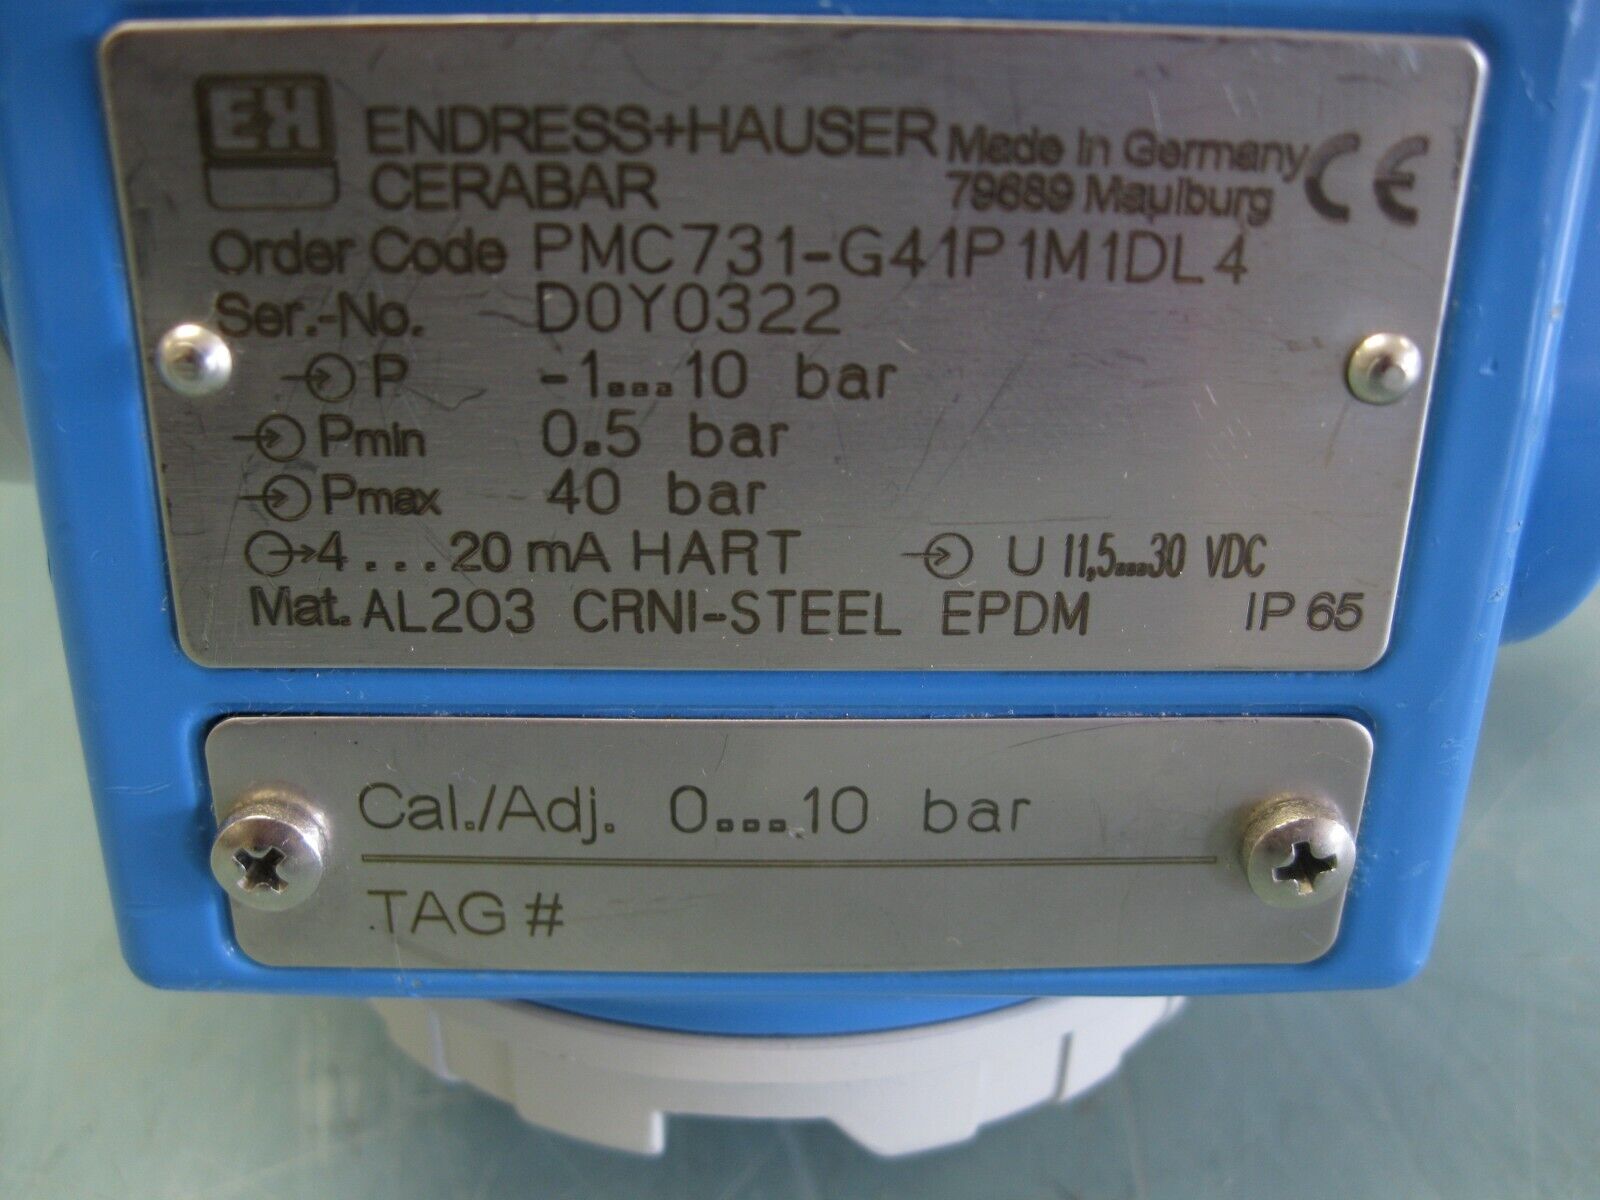 EH ENDRESS+HAUSER
CERABAR
Made in Germany
79689 Maulburg
CE
Order Code PMC731-G41P1M1DL4
Ser.-No. D0Y0322
P -1...10 bar
Pmin 0.5 bar
Pmax 40 bar
4...20 mA HART U 11,5...30 VDC
Mat. AL203 CRNI-STEEL EPDM IP 65
Cal./Adj. 0...10 bar
TAG #